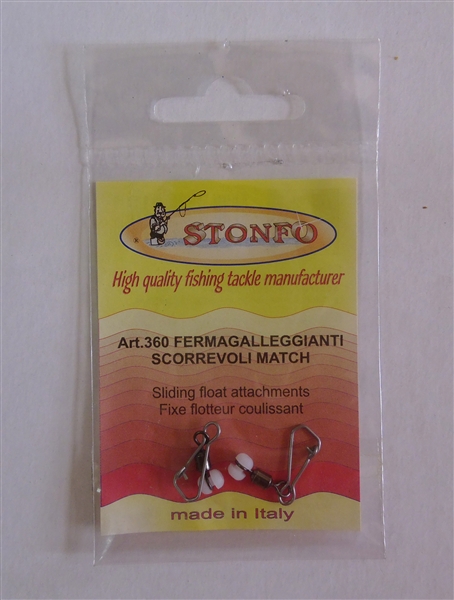 STONFO
High quality fishing tackle manufacturer
Art.360 FERMAGALLEGGIANTI
SCORREVOLI MATCH
Sliding float attachments
Fixe flotteur coulissant
made in Italy